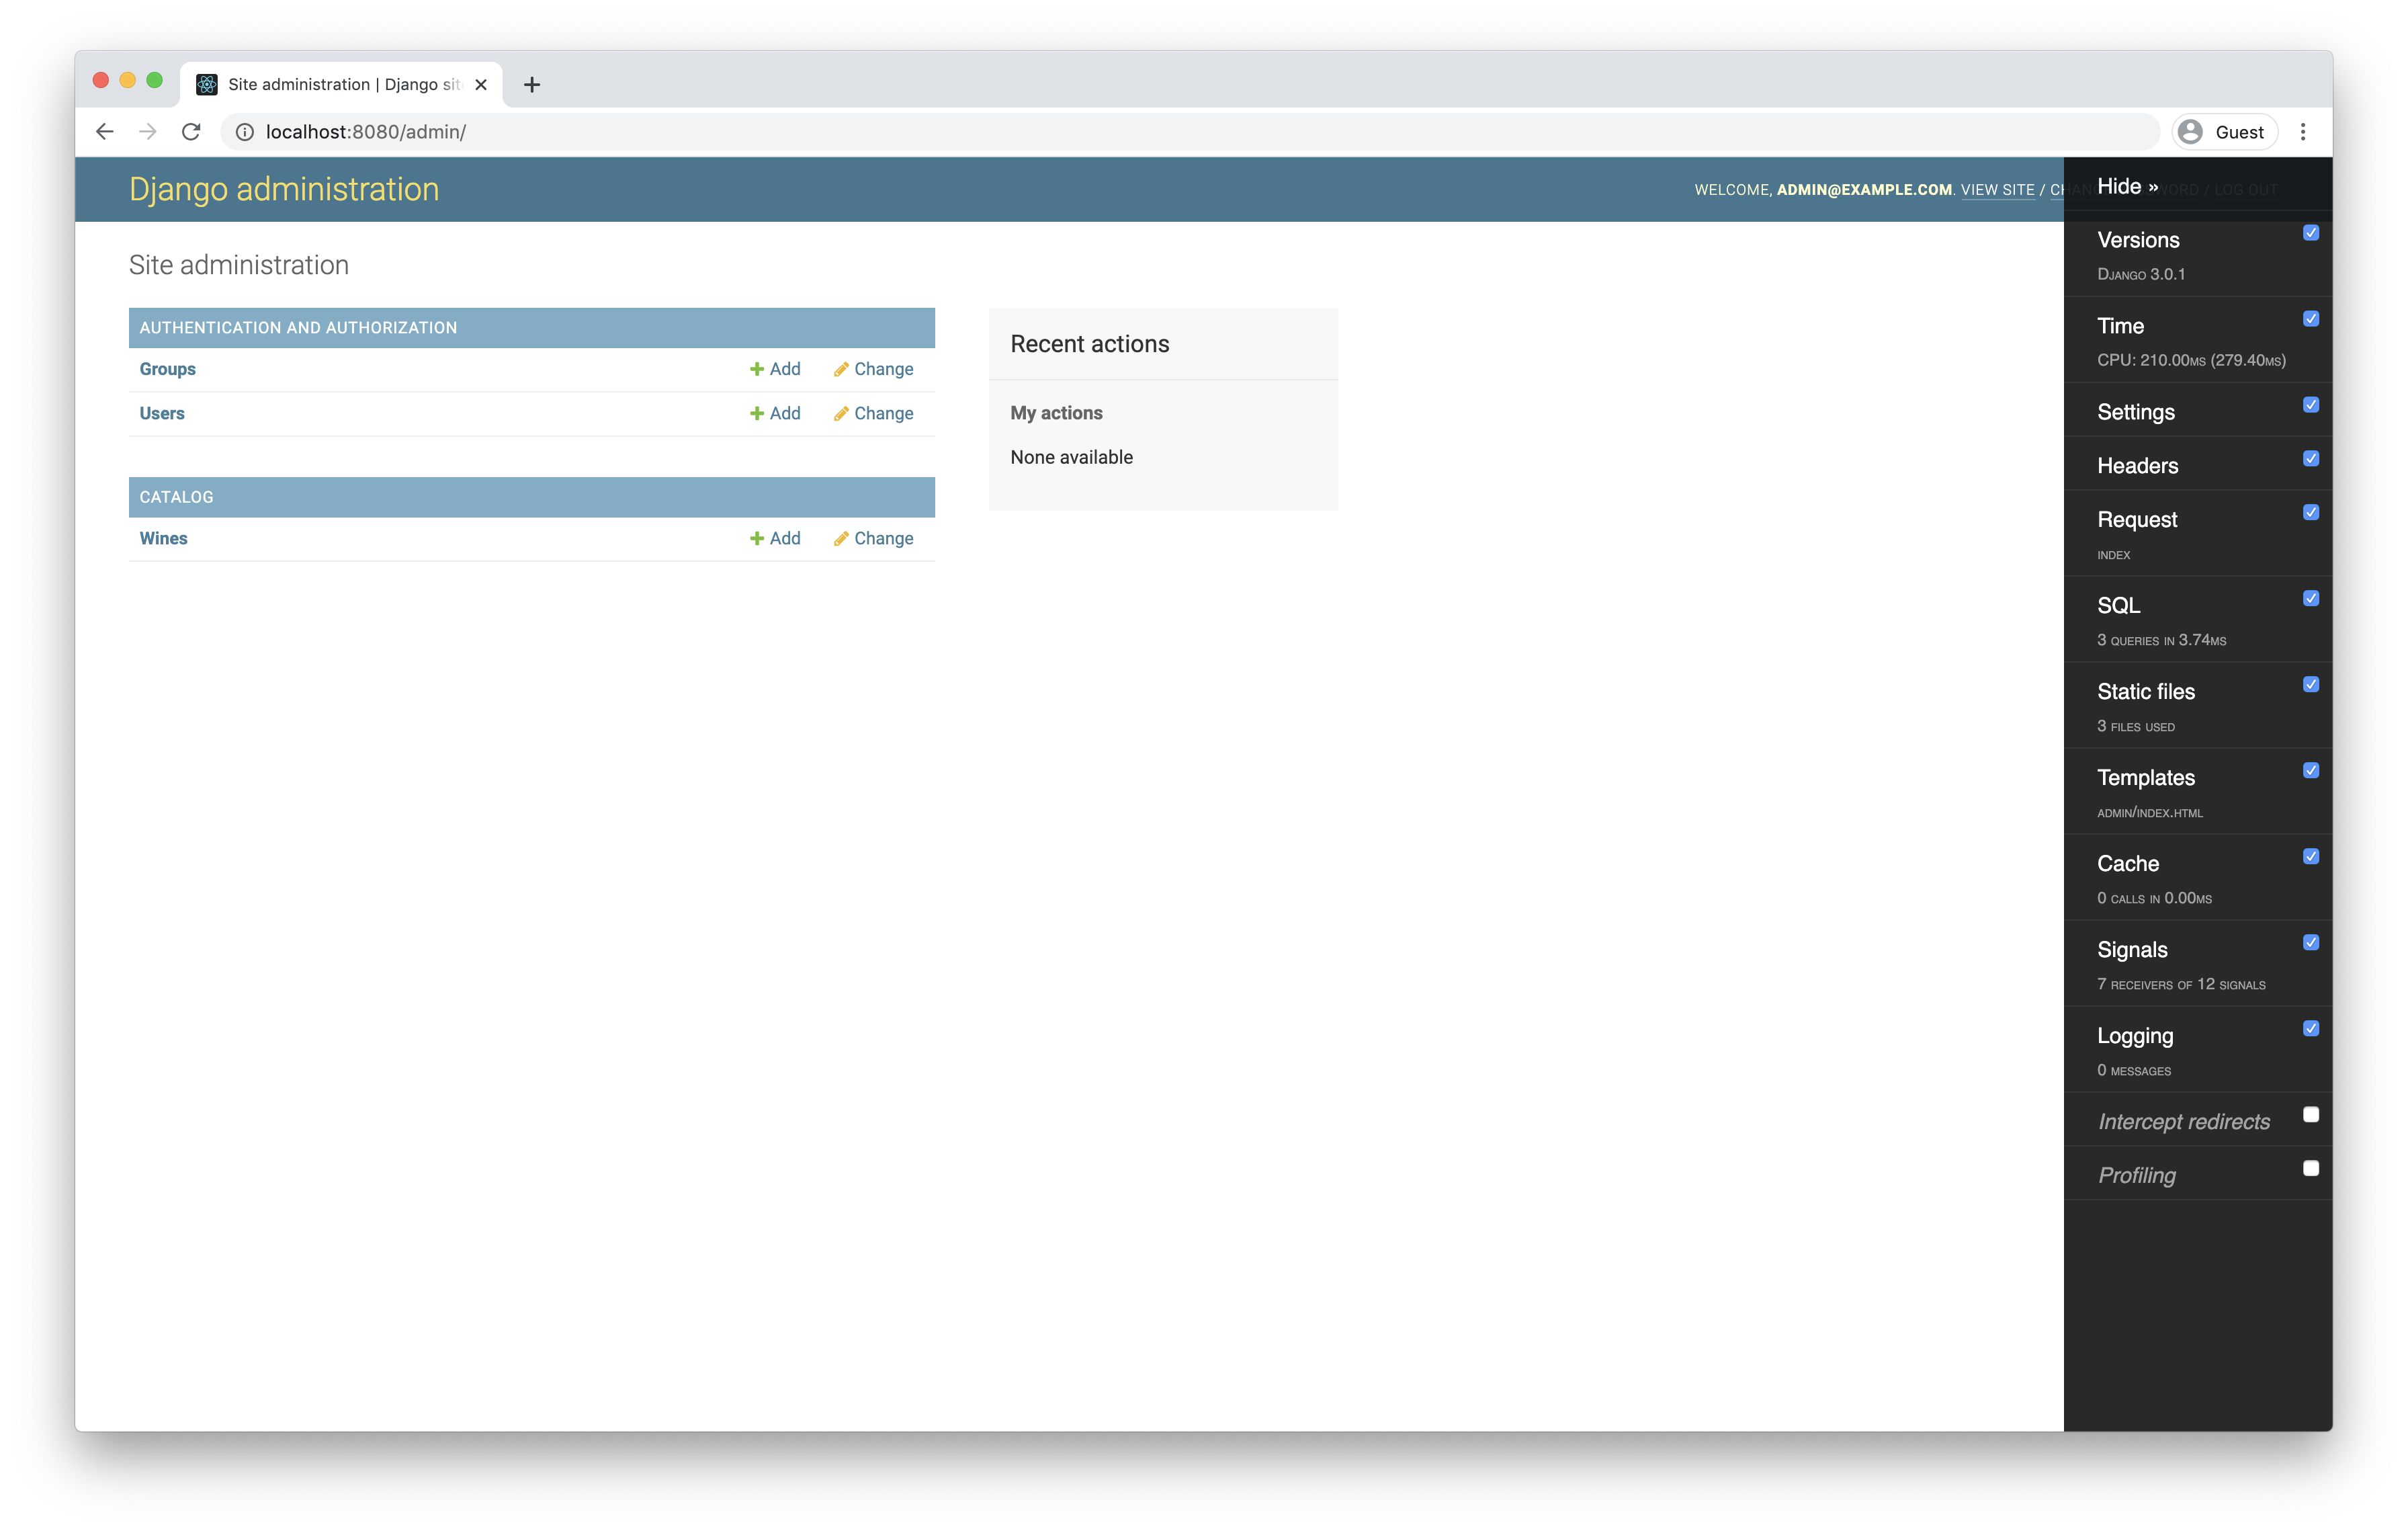 Site administration | Django sit
localhost:8080/admin/
Guest
Django administration
WELCOME, ADMIN@EXAMPLE.COM. VIEW SITE / CHANGE PASSWORD / LOG OUT
Site administration
AUTHENTICATION AND AUTHORIZATION
Groups Add Change
Users Add Change
CATALOG
Wines Add Change
Recent actions
My actions
None available
Hide »
Versions
Django 3.0.1
Time
CPU: 210.00ms (279.40ms)
Settings
Headers
Request
index
SQL
3 queries in 3.74ms
Static files
3 files used
Templates
admin/index.html
Cache
0 calls in 0.00ms
Signals
7 receivers of 12 signals
Logging
0 messages
Intercept redirects
Profiling